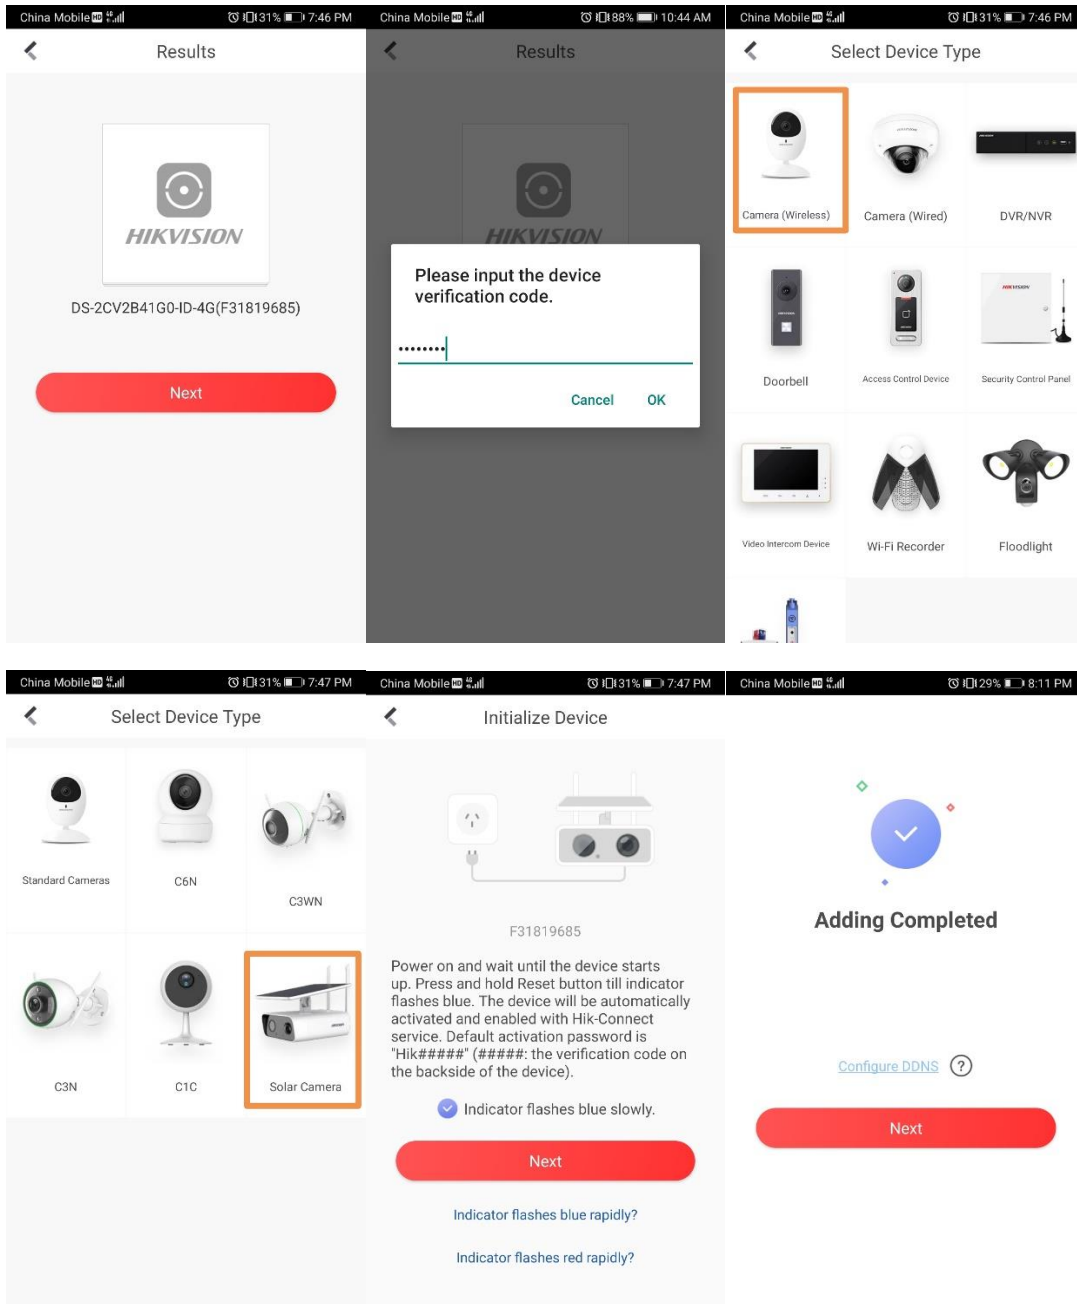 China Mobile HD 4G 31% 7:46 PM
Results
HIKVISION
DS-2CV2B41G0-ID-4G(F31819685)
Next
China Mobile HD 4G 88% 10:44 AM
Results
HIKVISION
Please input the device
verification code.
••••••••
Cancel OK
China Mobile HD 4G 31% 7:46 PM
Select Device Type
Camera (Wireless) Camera (Wired) DVR/NVR
HIKVISION
Doorbell Access Control Device Security Control Panel
Video Intercom Device Wi-Fi Recorder Floodlight
China Mobile HD 4G 31% 7:47 PM
Select Device Type
Standard Cameras C6N C3WN
C3N C1C Solar Camera
China Mobile HD 4G 31% 7:47 PM
Initialize Device
F31819685
Power on and wait until the device starts
up. Press and hold Reset button till indicator
flashes blue. The device will be automatically
activated and enabled with Hik-Connect
service. Default activation password is
"Hik#####" (#####: the verification code on
the backside of the device).
Indicator flashes blue slowly.
Next
Indicator flashes blue rapidly?
Indicator flashes red rapidly?
China Mobile HD 4G 29% 8:11 PM
Adding Completed
Configure DDNS ?
Next